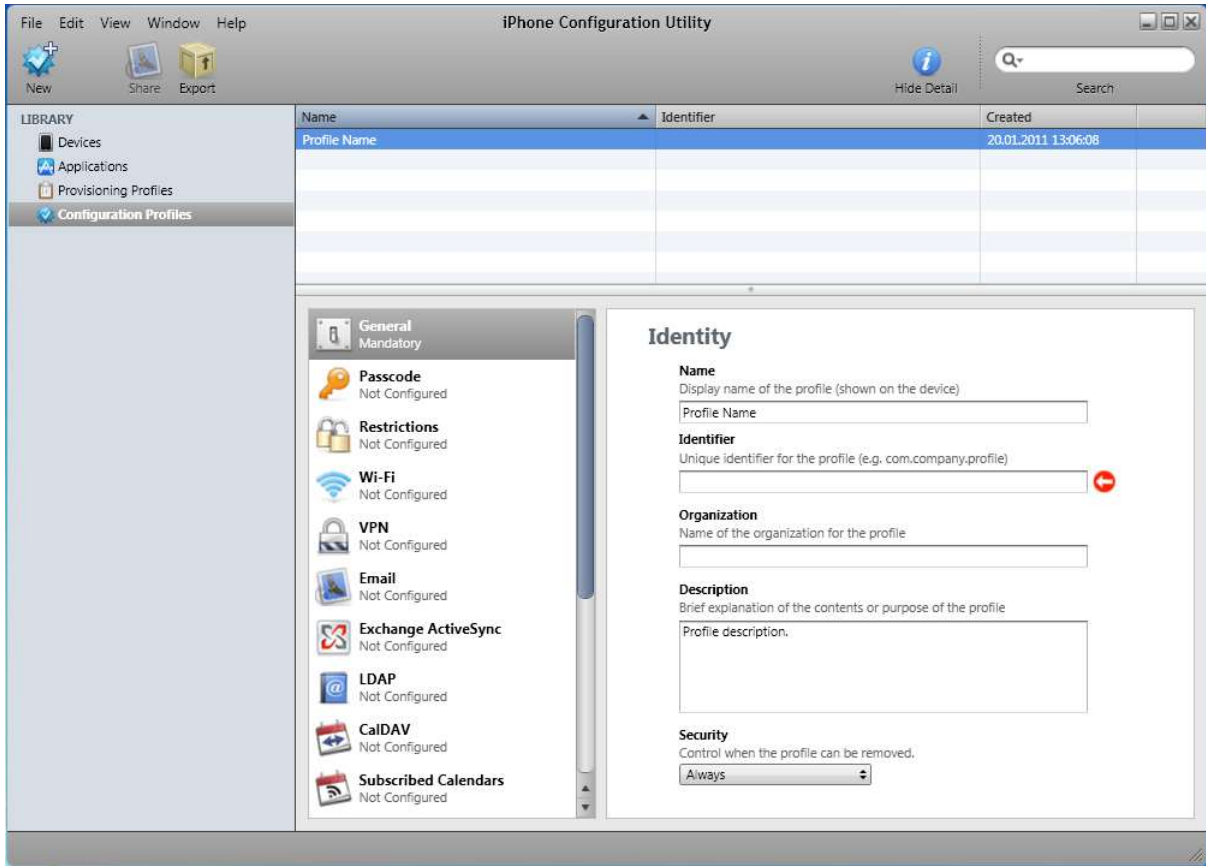 File Edit View Window Help
iPhone Configuration Utility
New
Share
Export
Hide Detail
Search
LIBRARY
Devices
Applications
Provisioning Profiles
Configuration Profiles
Name Identifier Created
Profile Name 20.01.2011 13:06:08
General
Mandatory
Passcode
Not Configured
Restrictions
Not Configured
Wi-Fi
Not Configured
VPN
Not Configured
Email
Not Configured
Exchange ActiveSync
Not Configured
LDAP
Not Configured
CalDAV
Not Configured
Subscribed Calendars
Not Configured
Identity
Name
Display name of the profile (shown on the device)
Profile Name
Identifier
Unique identifier for the profile (e.g. com.company.profile)
Organization
Name of the organization for the profile
Description
Brief explanation of the contents or purpose of the profile
Profile description.
Security
Control when the profile can be removed.
Always